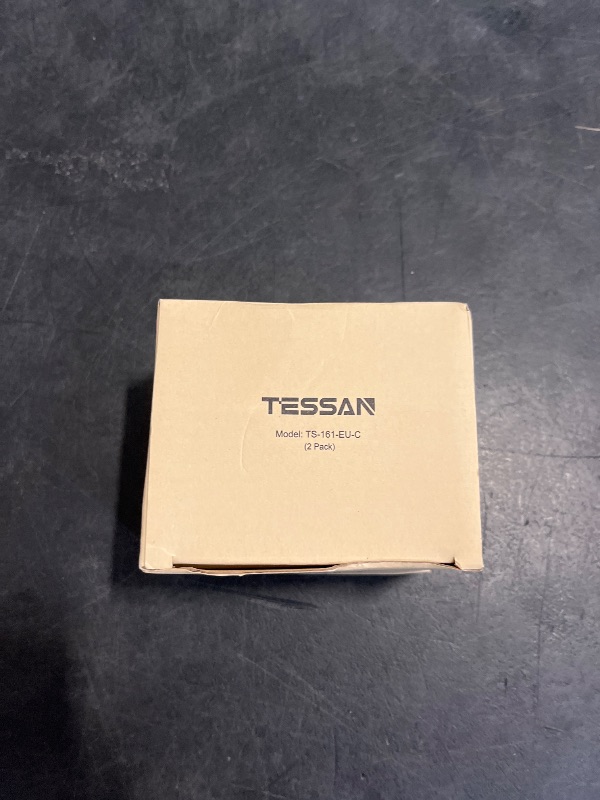 TESSAN
Model: TS-161-EU-C
(2 Pack)